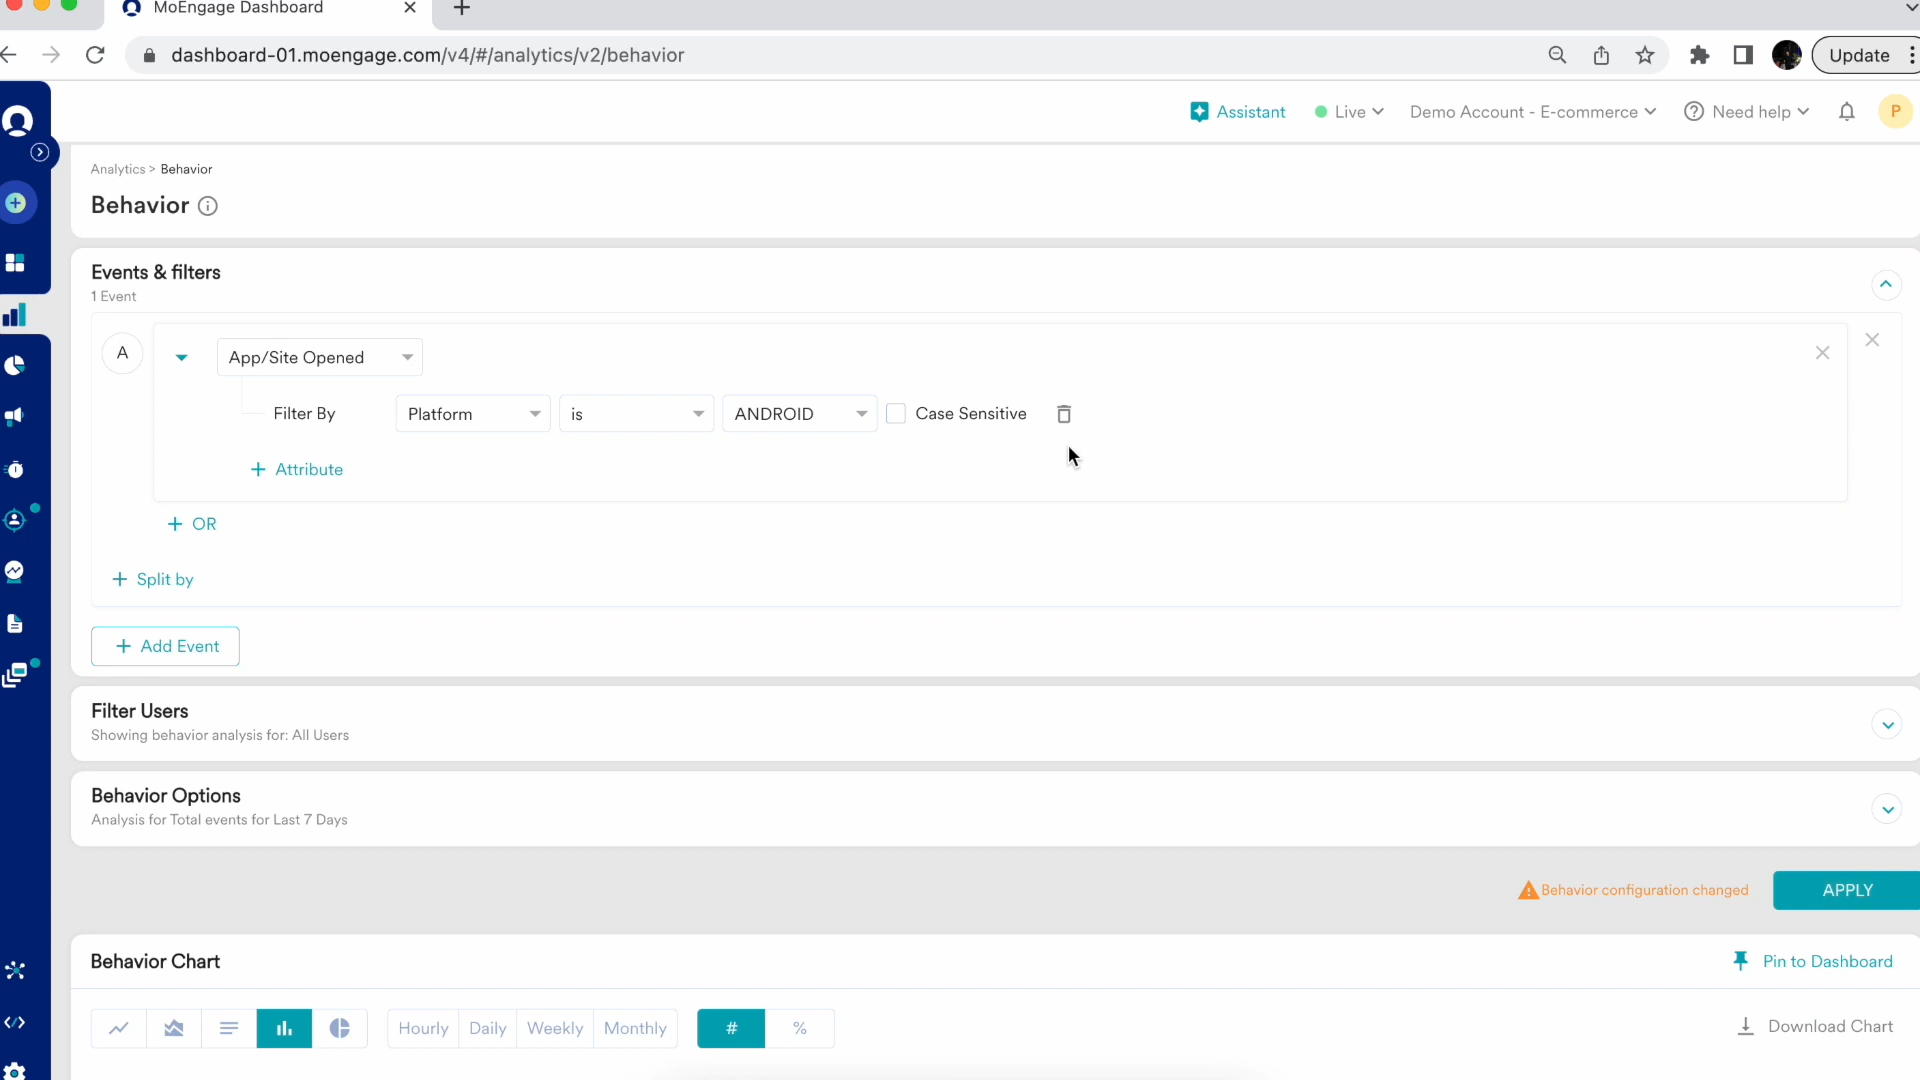 MoEngage Dashboard
dashboard-01.moengage.com/v4/#/analytics/v2/behavior
Update
Assistant
Live
Demo Account - E-commerce
Need help
P
Analytics > Behavior
Behavior
Events & filters
1 Event
A
App/Site Opened
Filter By
Platform
is
ANDROID
Case Sensitive
+ Attribute
+ OR
+ Split by
+ Add Event
Filter Users
Showing behavior analysis for: All Users
Behavior Options
Analysis for Total events for Last 7 Days
Behavior configuration changed
APPLY
Behavior Chart
Pin to Dashboard
Hourly
Daily
Weekly
Monthly
#
%
Download Chart